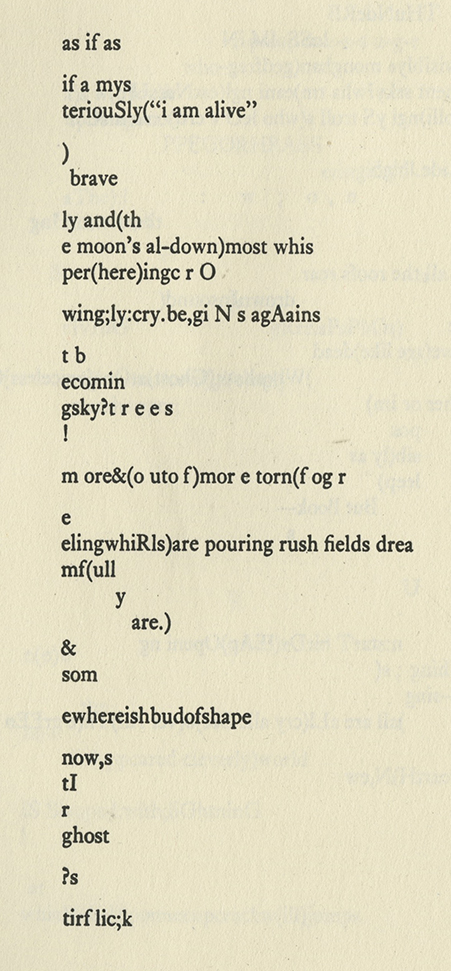 as if as
if a mys
teriouSly(“i am alive”
)
brave
ly and(th
e moon’s al-down)most whis
per(here)ingc r O
wing;ly:cry.be,gi N s agAains
t b
ecomin
gsky?t r e e s
!
m ore&(o uto f)mor e torn(f og r
e
elingwhiRls)are pouring rush fields drea
mf(ull
y
are.)
&
som
ewhereishbudofshape
now,s
tI
r
ghost
?s
tirf lic;k